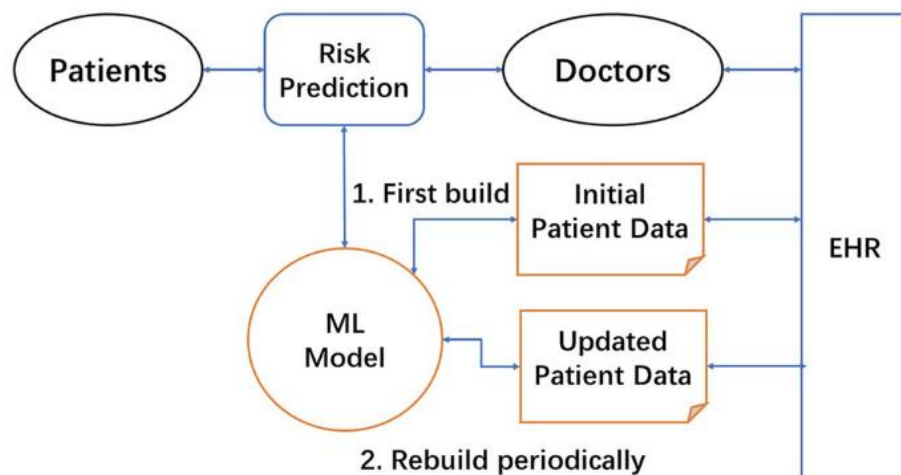 Patients
Risk
Prediction
Doctors
1. First build
Initial
Patient Data
EHR
ML
Model
Updated
Patient Data
2. Rebuild periodically